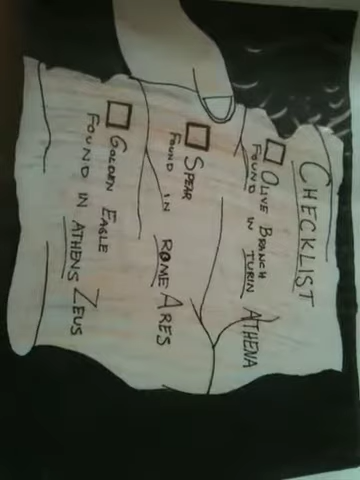 CHECKLIST
OLIVE BRANCH ATHENA
FOUND IN TURIN
SPEAR ARES
FOUND IN ROME
GOLDEN EAGLE ZEUS
FOUND IN ATHENS